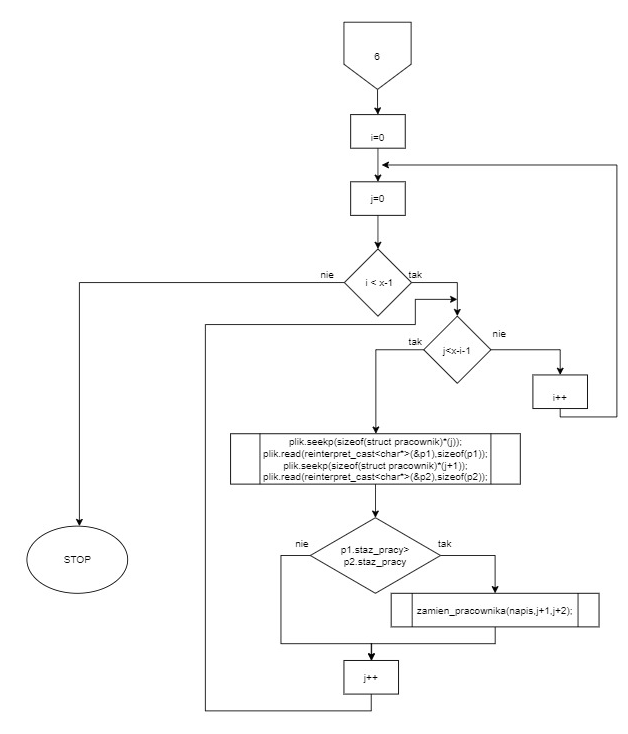 6
i=0
j=0
nie
i < x-1
tak
tak
j<x-i-1
nie
i++
plik.seekp(sizeof(struct pracownik)*(j));
plik.read(reinterpret_cast<char*>(&p1),sizeof(p1));
plik.seekp(sizeof(struct pracownik)*(j+1));
plik.read(reinterpret_cast<char*>(&p2),sizeof(p2));
STOP
nie
p1.staz_pracy>
p2.staz_pracy
tak
zamien_pracownika(napis,j+1,j+2);
j++